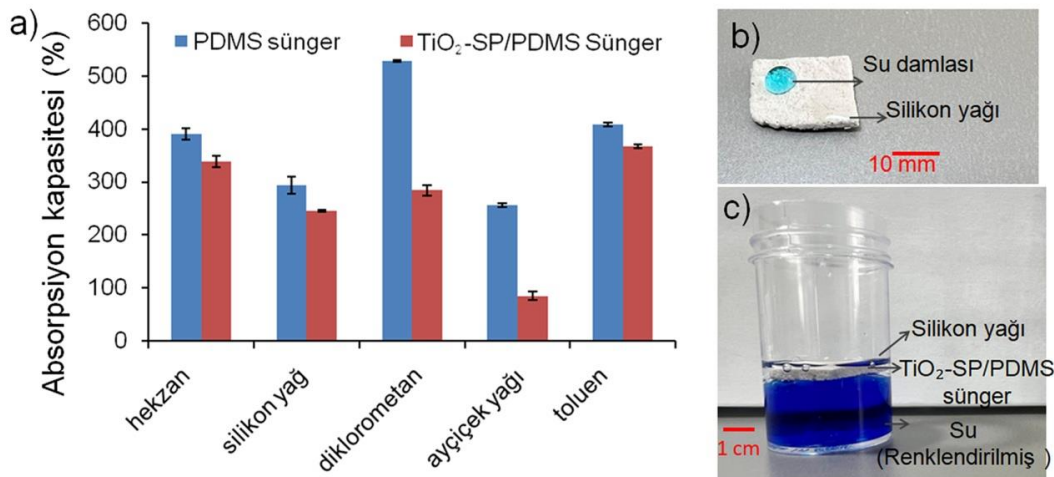 a)
Absorpsiyon kapasitesi (%)
600
500
400
300
200
100
0
PDMS sünger
TiO₂-SP/PDMS Sünger
hekzan
silikon yağ
diklorometan
ayçiçek yağı
toluen
b)
Su damlası
Silikon yağı
10 mm
c)
Silikon yağı
TiO₂-SP/PDMS
sünger
Su
(Renklendirilmiş )
1 cm